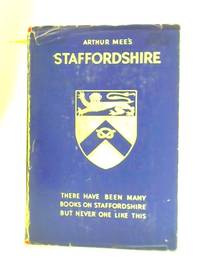 ARTHUR MEE'S
STAFFORDSHIRE
THERE HAVE BEEN MANY
BOOKS ON STAFFORDSHIRE
BUT NEVER ONE LIKE THIS